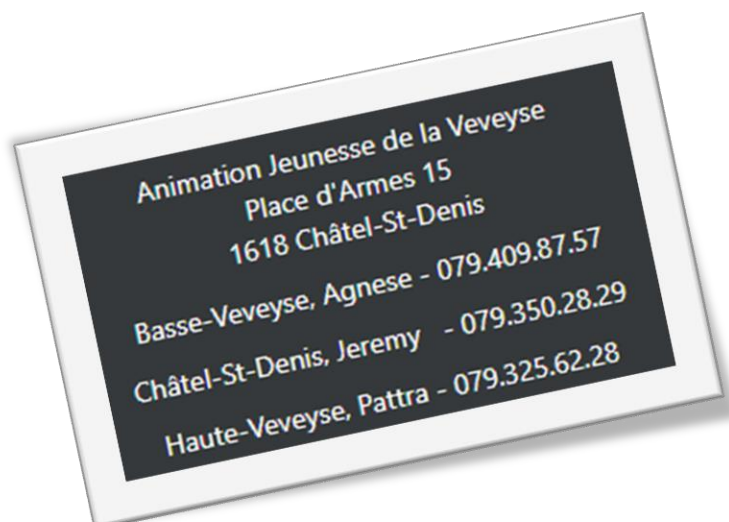 Animation Jeunesse de la Veveyse
Place d'Armes 15
1618 Châtel-St-Denis
Basse-Veveyse, Agnese - 079.409.87.57
Châtel-St-Denis, Jeremy - 079.350.28.29
Haute-Veveyse, Pattra - 079.325.62.28